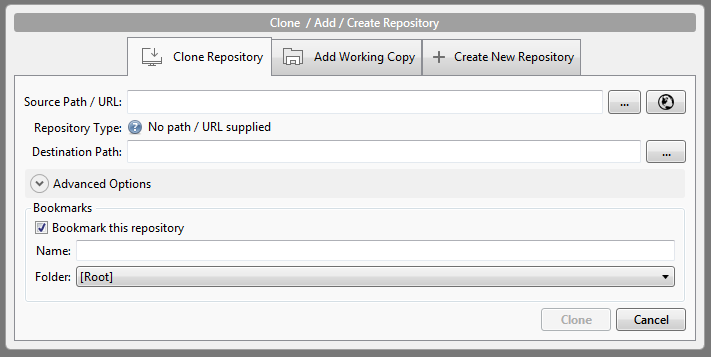 Clone / Add / Create Repository
Clone Repository
Add Working Copy
Create New Repository
Source Path / URL:
...
Repository Type:
No path / URL supplied
Destination Path:
...
Advanced Options
Bookmarks
Bookmark this repository
Name:
Folder:
[Root]
Clone
Cancel